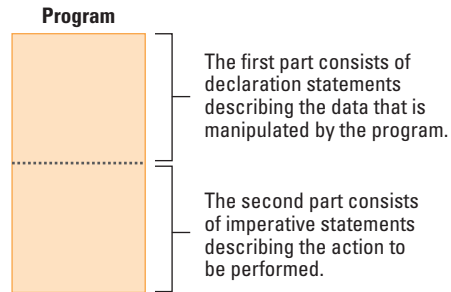 Program
The first part consists of
declaration statements
describing the data that is
manipulated by the program.
The second part consists
of imperative statements
describing the action to
be performed.